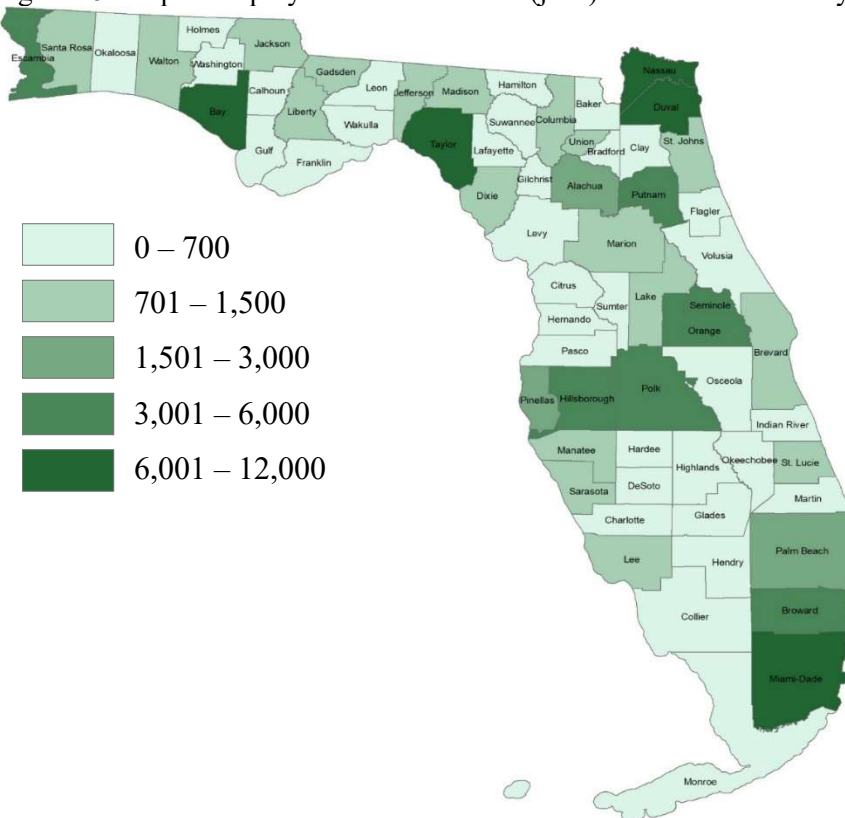 Holmes
Jackson
Santa Rosa
Okaloosa
Escambia
Walton
Washington
Gadsden
Calhoun
Leon
Jefferson
Madison
Hamilton
Nassau
Bay
Liberty
Wakulla
Taylor
Suwannee
Columbia
Baker
Duval
Gulf
Franklin
Lafayette
Union
Bradford
Clay
St. Johns
Dixie
Gilchrist
Alachua
Putnam
Flagler
Levy
Marion
Volusia
Citrus
Sumter
Lake
Seminole
Hernando
Orange
Pasco
Brevard
Pinellas
Hillsborough
Polk
Osceola
Indian River
Manatee
Hardee
Highlands
Okeechobee
St. Lucie
Sarasota
DeSoto
Martin
Charlotte
Glades
Lee
Hendry
Palm Beach
Collier
Broward
Miami-Dade
Monroe
0 – 700
701 – 1,500
1,501 – 3,000
3,001 – 6,000
6,001 – 12,000